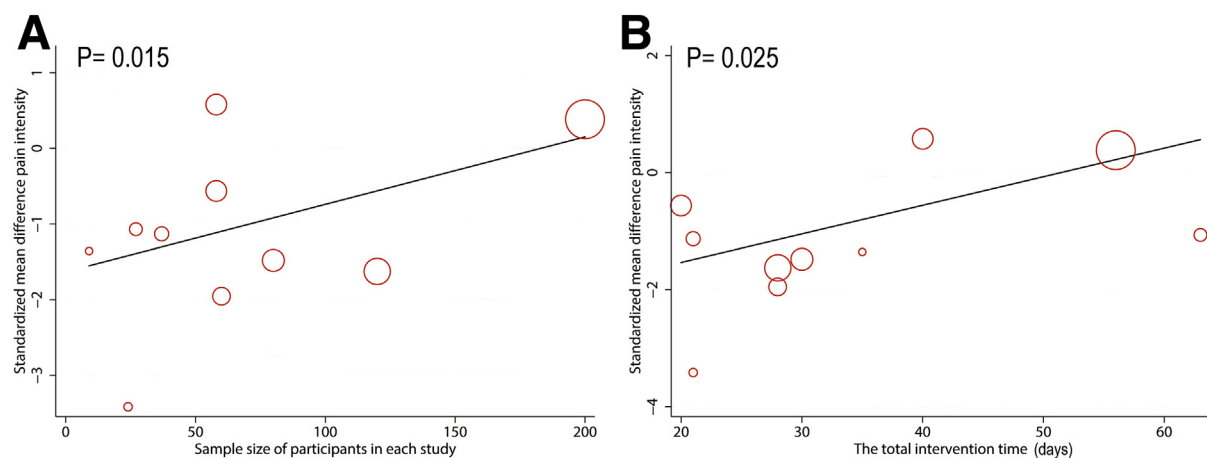 A
P= 0.015
Standardized mean difference pain intensity
1
0
−1
−2
−3
0
50
100
150
200
Sample size of participants in each study
B
P= 0.025
Standardized mean difference pain intensity
2
0
−2
−4
20
30
40
50
60
The total intervention time (days)